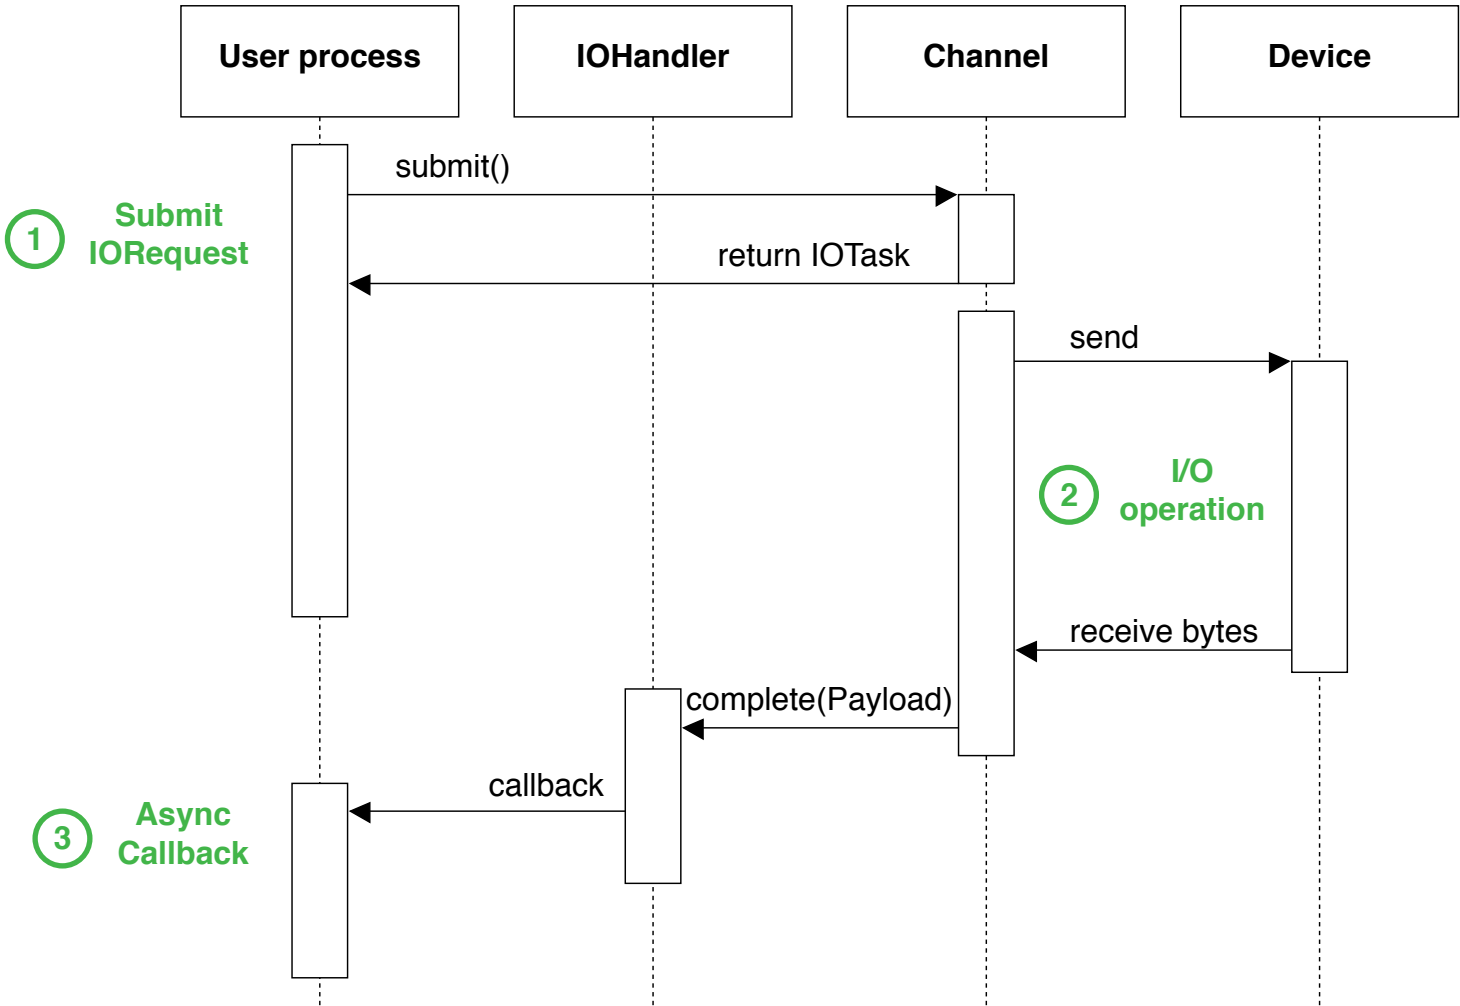 User process
IOHandler
Channel
Device
submit()
1
Submit
IORequest
return IOTask
send
2
I/O
operation
receive bytes
complete(Payload)
callback
3
Async
Callback